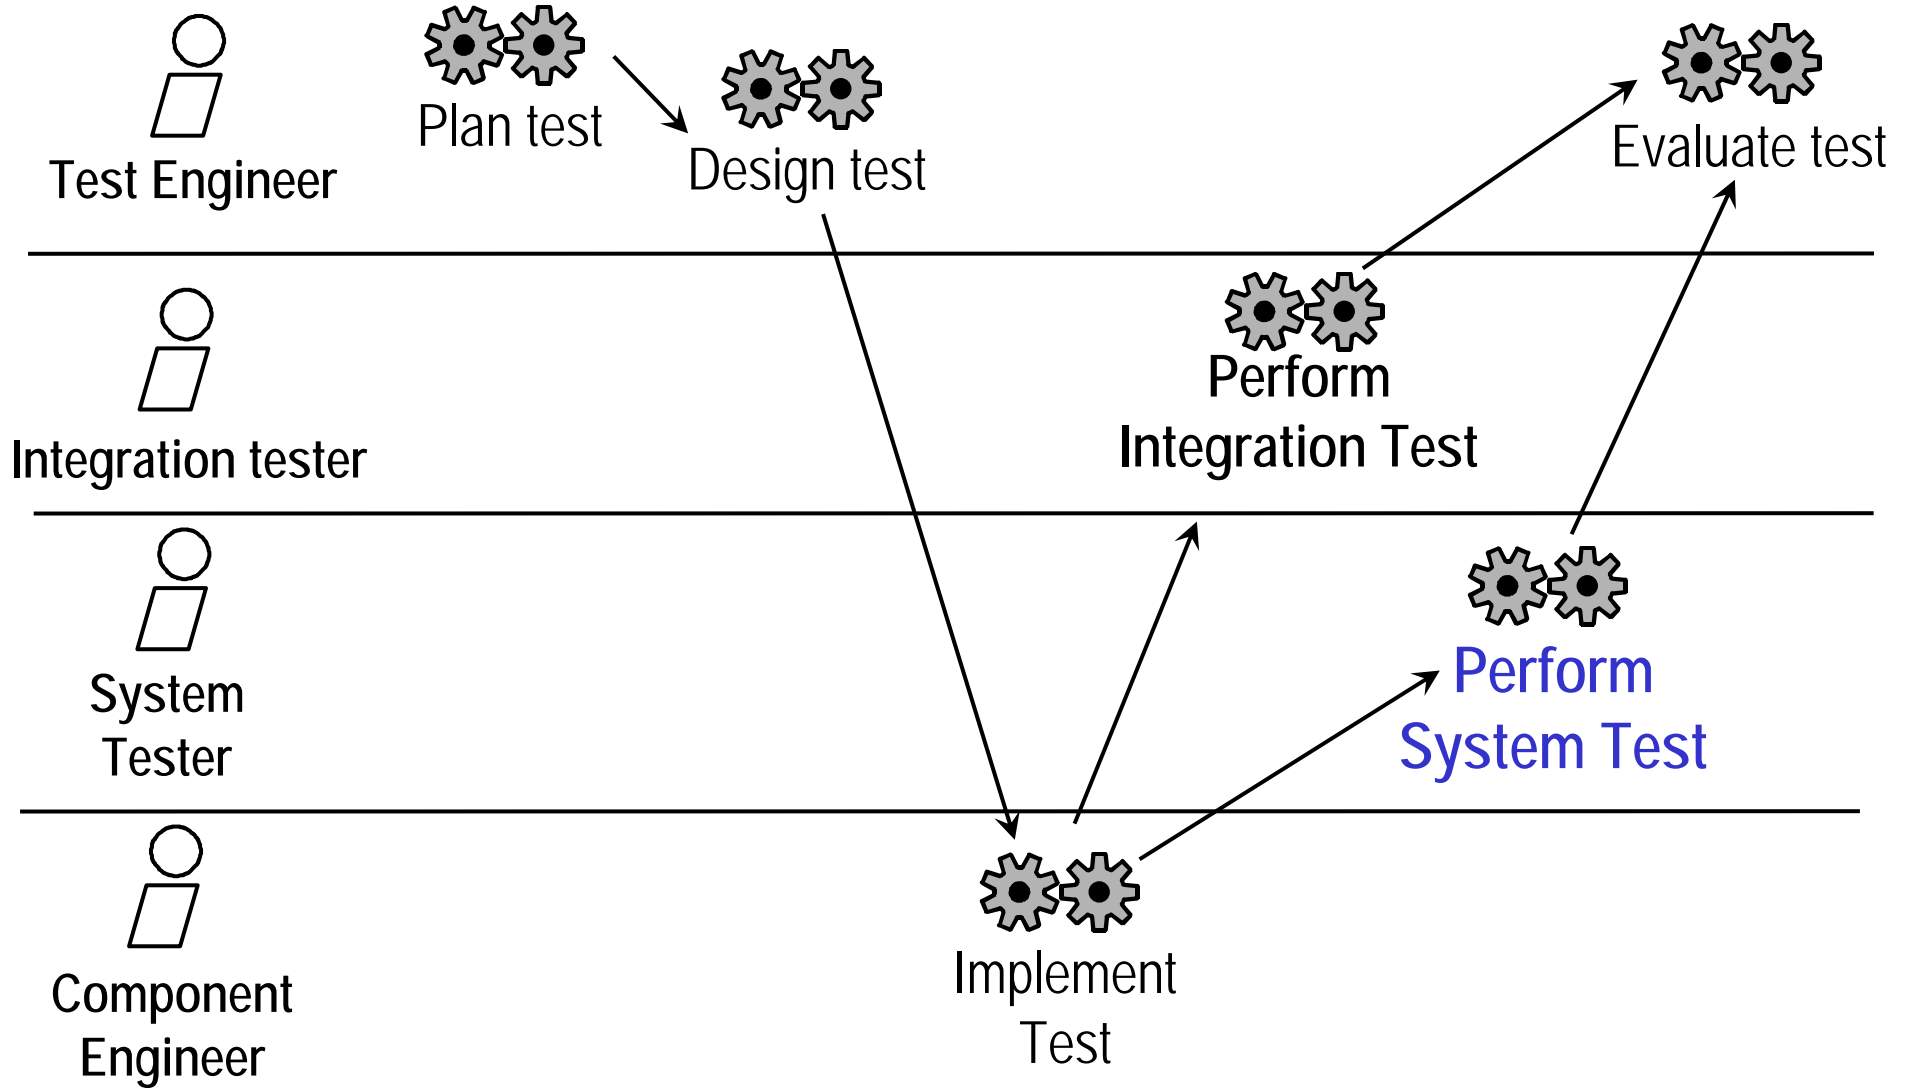 Plan test
Design test
Evaluate test
Test Engineer
Perform
Integration Test
Integration tester
Perform
System Test
System
Tester
Implement
Test
Component
Engineer